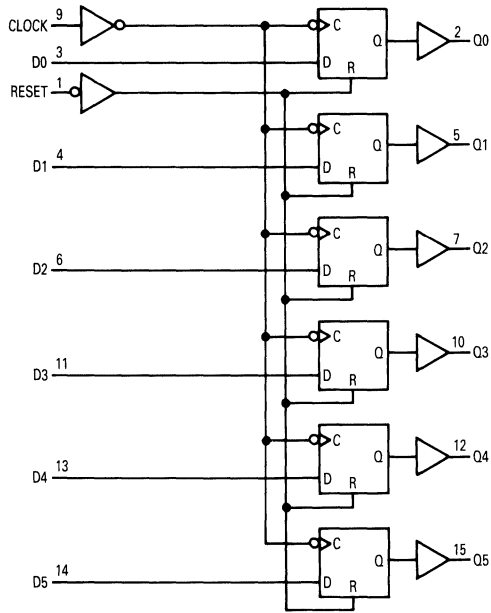 CLOCK 9
C Q 2 Q0
D0 3
D
R
RESET 1
C Q 5 Q1
D1 4
D
R
C Q 7 Q2
D2 6
D
R
C Q 10 Q3
D3 11
D
R
C Q 12 Q4
D4 13
D
R
C Q 15 Q5
D5 14
D
R